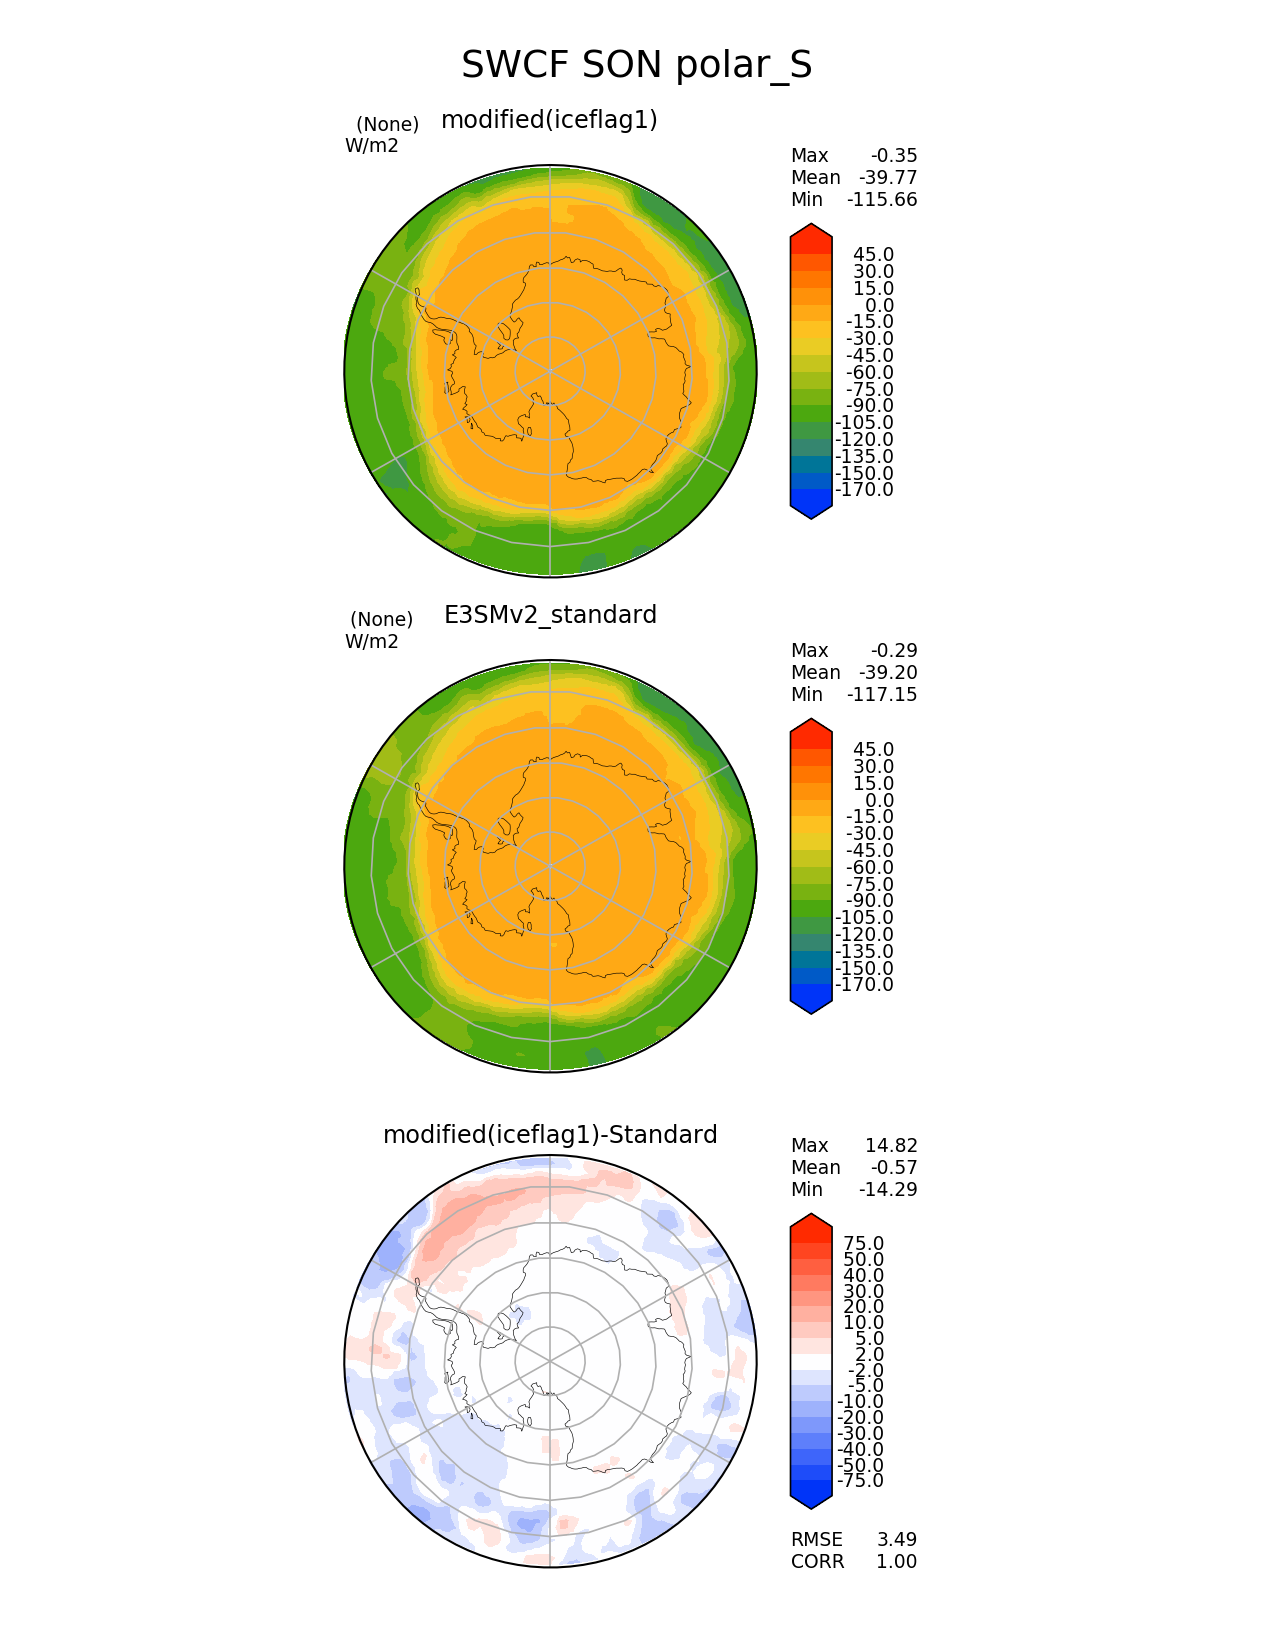 SWCF SON polar_S
(None)
modified(iceflag1)
W/m2
Max -0.35
Mean -39.77
Min -115.66
45.0
30.0
15.0
0.0
-15.0
-30.0
-45.0
-60.0
-75.0
-90.0
-105.0
-120.0
-135.0
-150.0
-170.0
(None)
E3SMv2_standard
W/m2
Max -0.29
Mean -39.20
Min -117.15
45.0
30.0
15.0
0.0
-15.0
-30.0
-45.0
-60.0
-75.0
-90.0
-105.0
-120.0
-135.0
-150.0
-170.0
modified(iceflag1)-Standard
Max 14.82
Mean -0.57
Min -14.29
75.0
50.0
40.0
30.0
20.0
10.0
5.0
2.0
-2.0
-5.0
-10.0
-20.0
-30.0
-40.0
-50.0
-75.0
RMSE 3.49
CORR 1.00